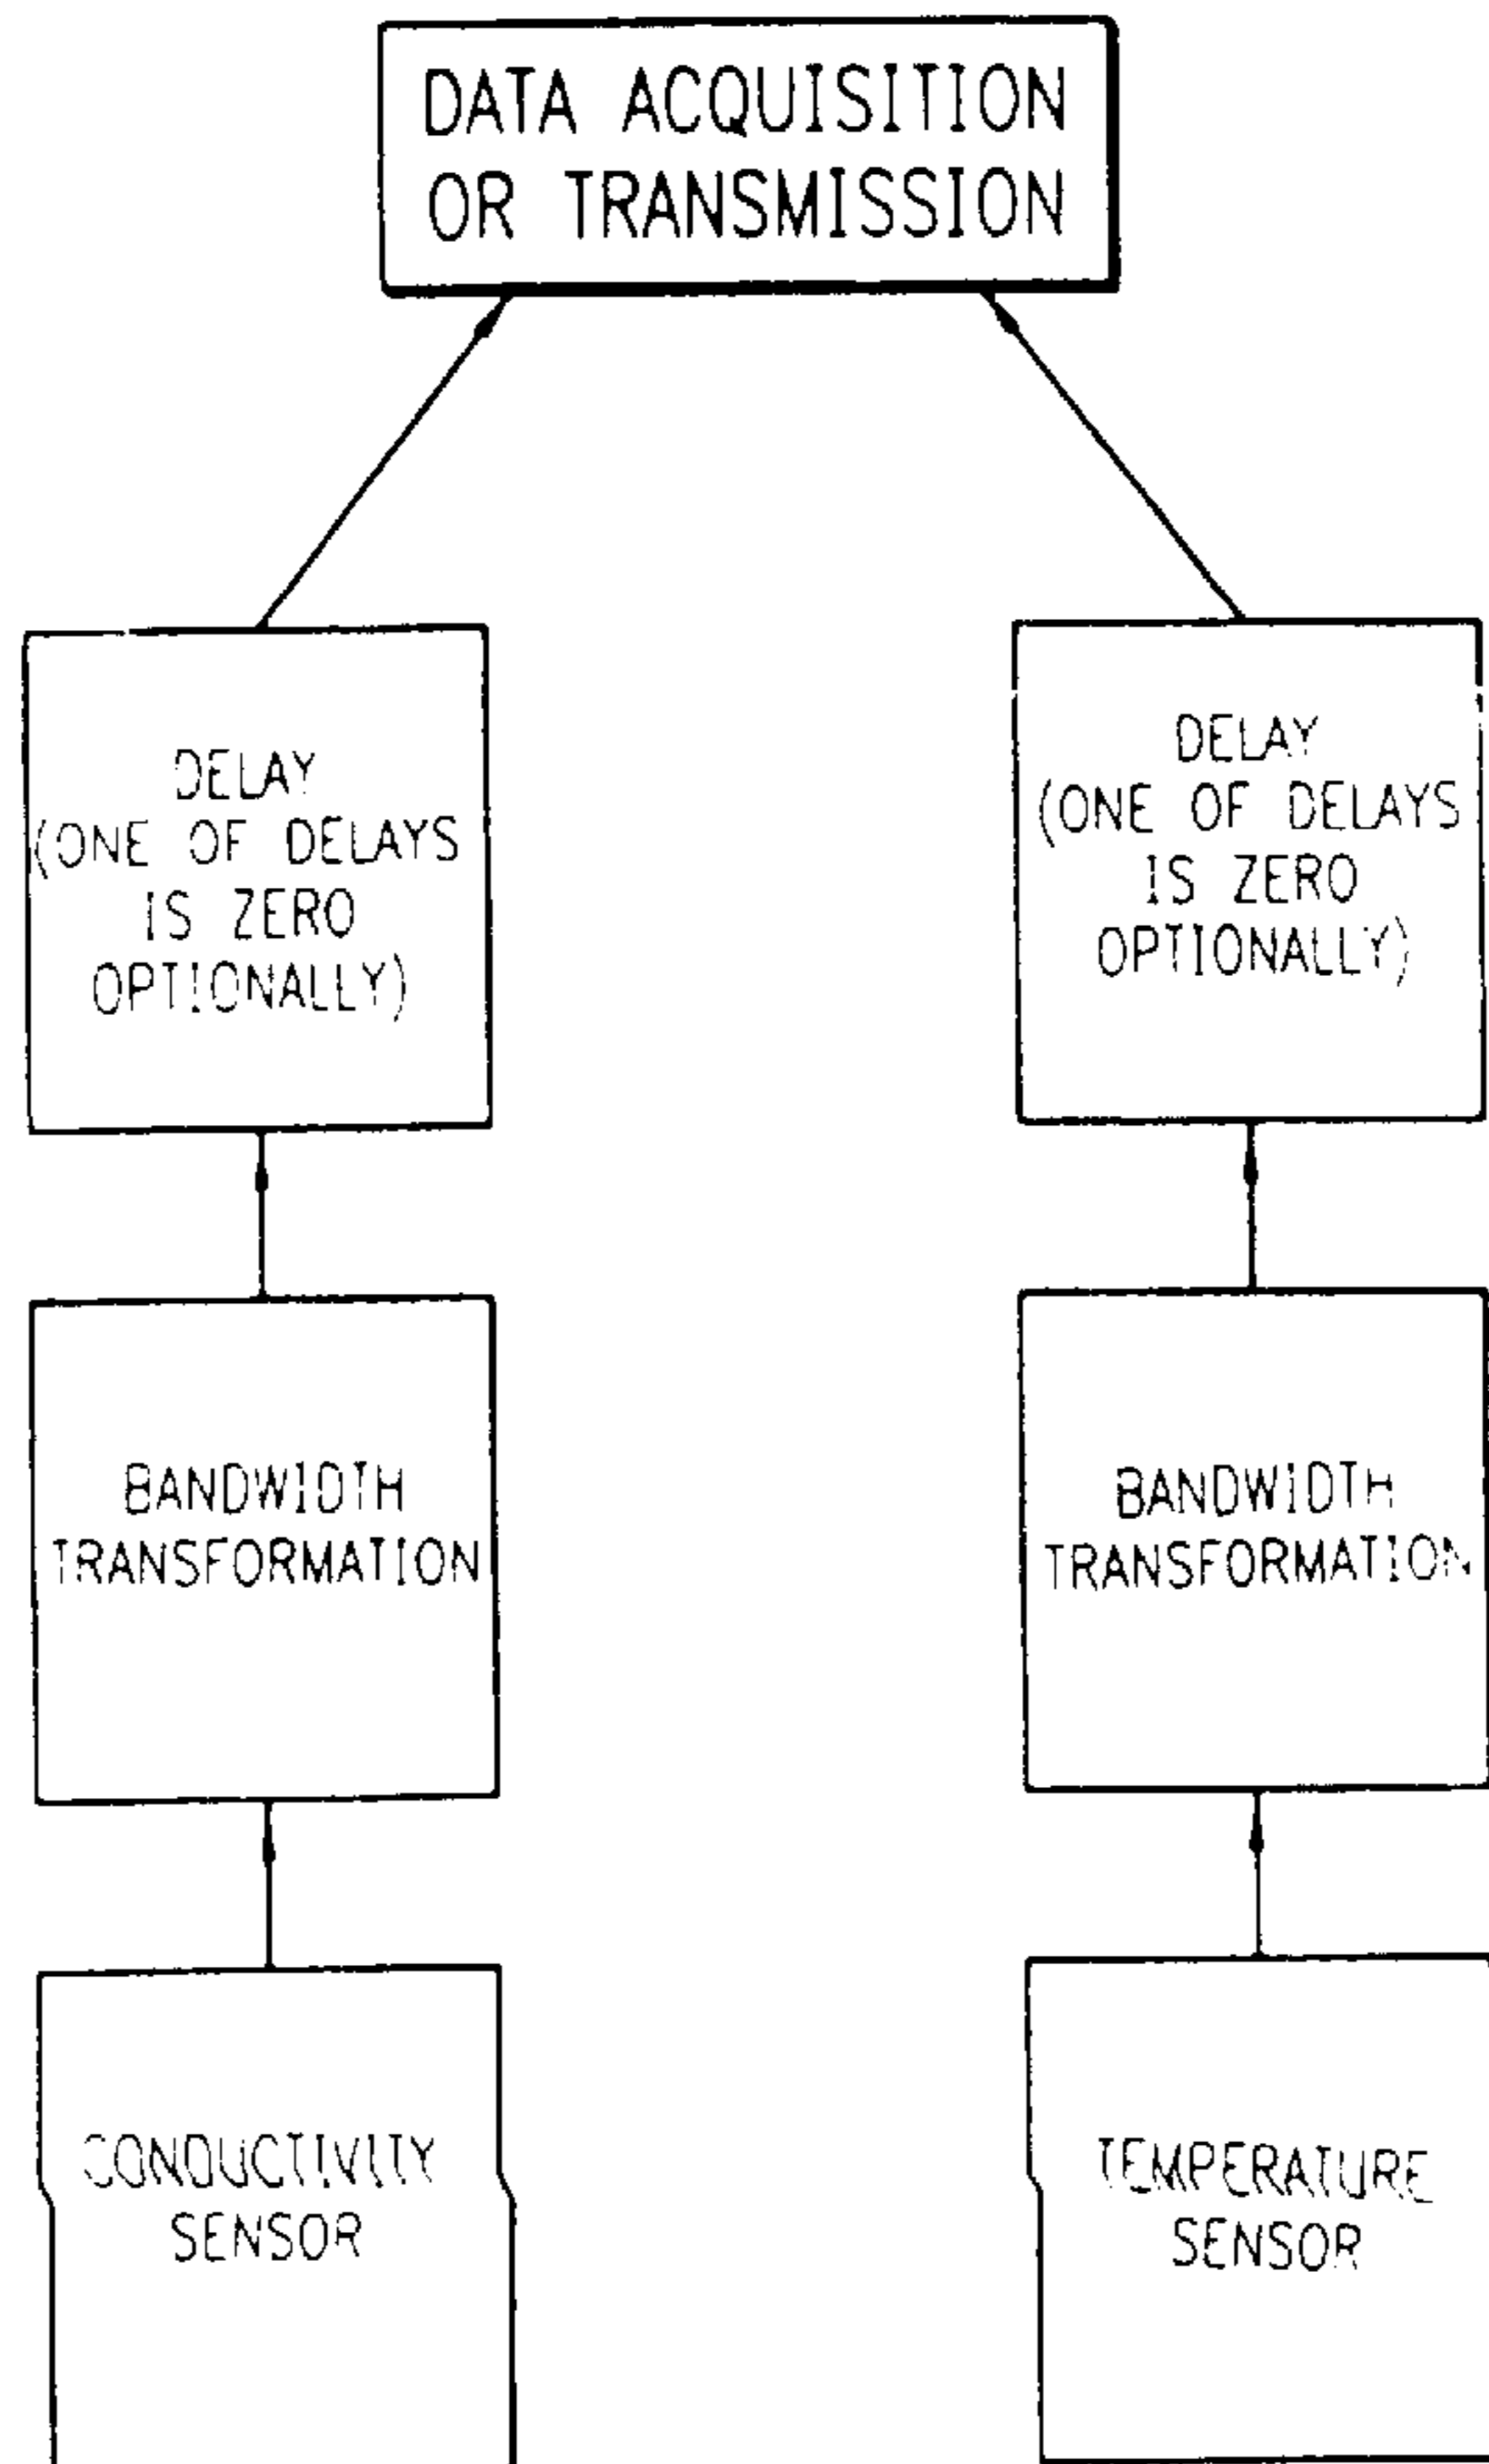 DATA ACQUISITION
OR TRANSMISSION
DELAY
(ONE OF DELAYS
IS ZERO
OPTIONALLY)
DELAY
(ONE OF DELAYS
IS ZERO
OPTIONALLY)
BANDWIDTH
TRANSFORMATION
BANDWIDTH
TRANSFORMATION
CONDUCTIVITY
SENSOR
TEMPERATURE
SENSOR